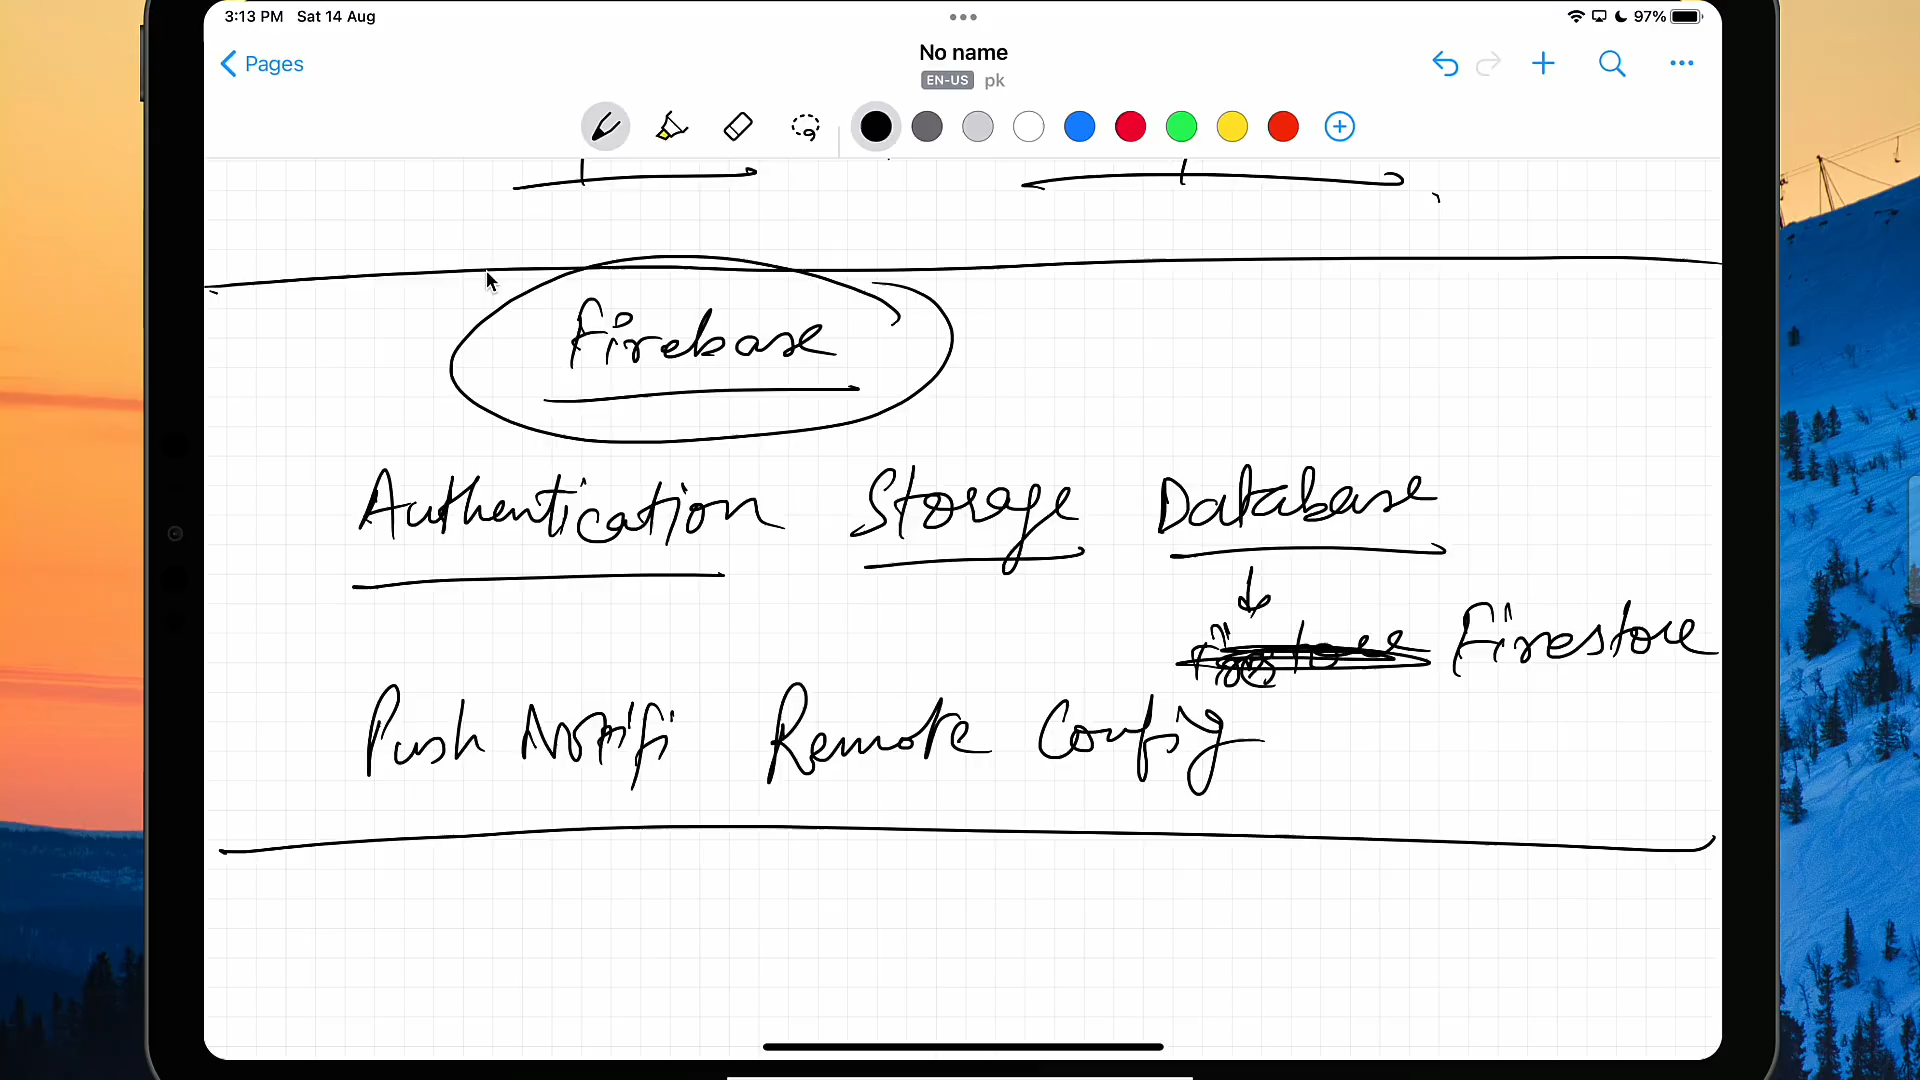 3:13 PM Sat 14 Aug
97%
Pages
No name
EN-US pk
Firebase
Authentication Storage Database
Firestore
Push Notifi Remote Config